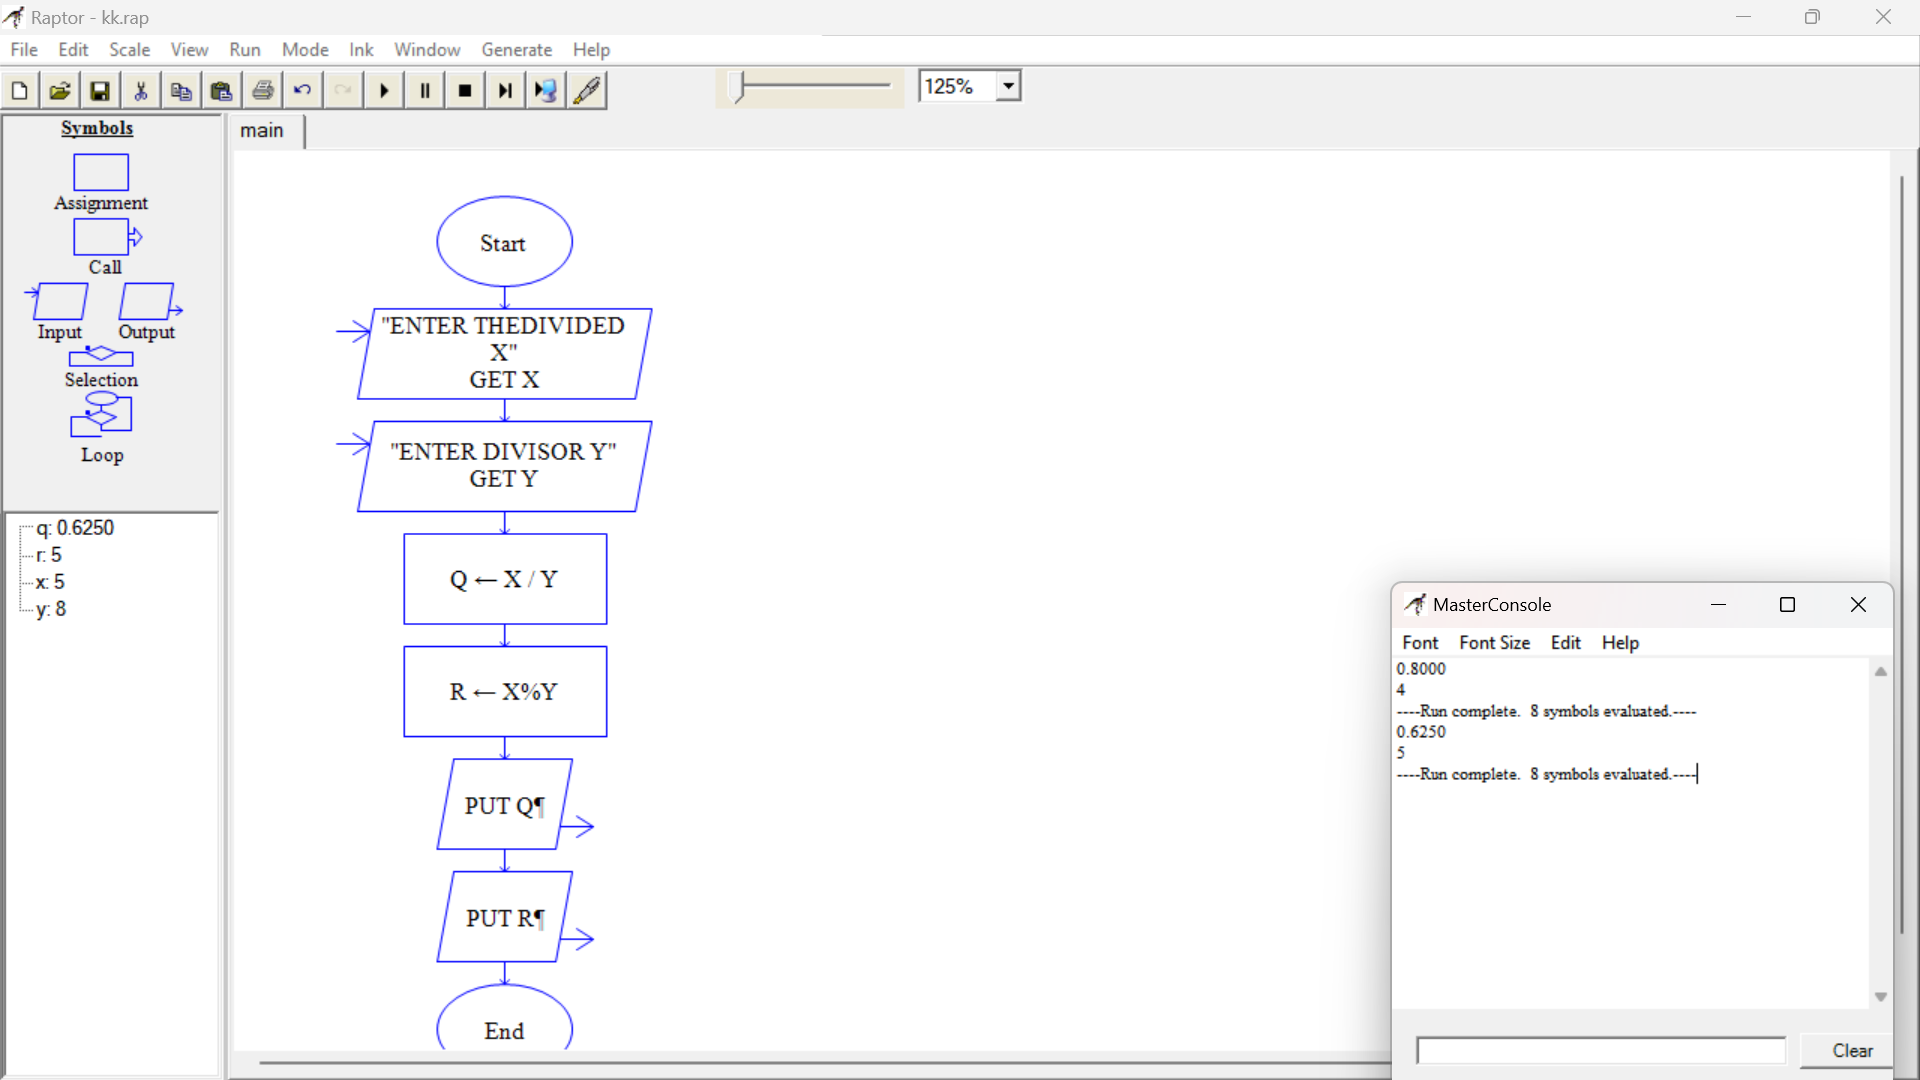 Raptor - kk.rap
File Edit Scale View Run Mode Ink Window Generate Help
125%
Symbols
Assignment
Call
Input Output
Selection
Loop
q: 0.6250
r: 5
x: 5
y: 8
main
Start
"ENTER THEDIVIDED
X"
GET X
"ENTER DIVISOR Y"
GET Y
Q ← X / Y
R ← X%Y
PUT Q¶
PUT R¶
End
MasterConsole
Font Font Size Edit Help
0.8000
4
----Run complete.  8 symbols evaluated.----
0.6250
5
----Run complete.  8 symbols evaluated.----
Clear